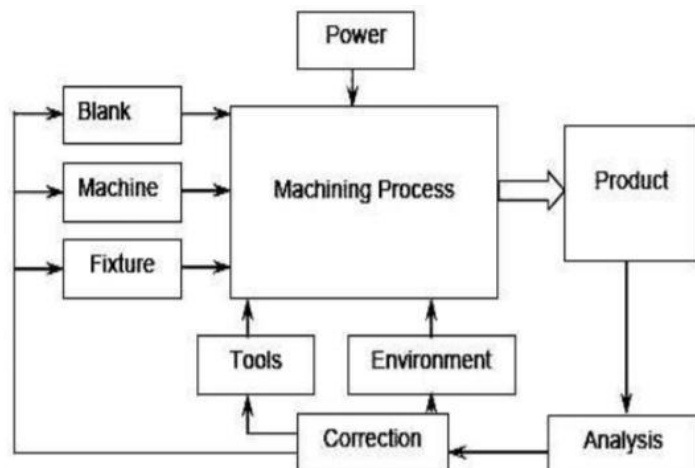 Power
Blank
Machining Process
Product
Machine
Fixture
Tools
Environment
Correction
Analysis